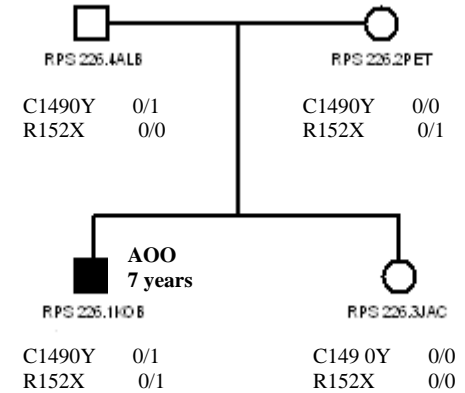 RPS 226.4ALB
RPS 226.2PET
C1490Y 0/1
R152X 0/0
C1490Y 0/0
R152X 0/1
AOO
7 years
RPS 226.1KOB
RPS 226.3JAC
C1490Y 0/1
R152X 0/1
C149 0Y 0/0
R152X 0/0